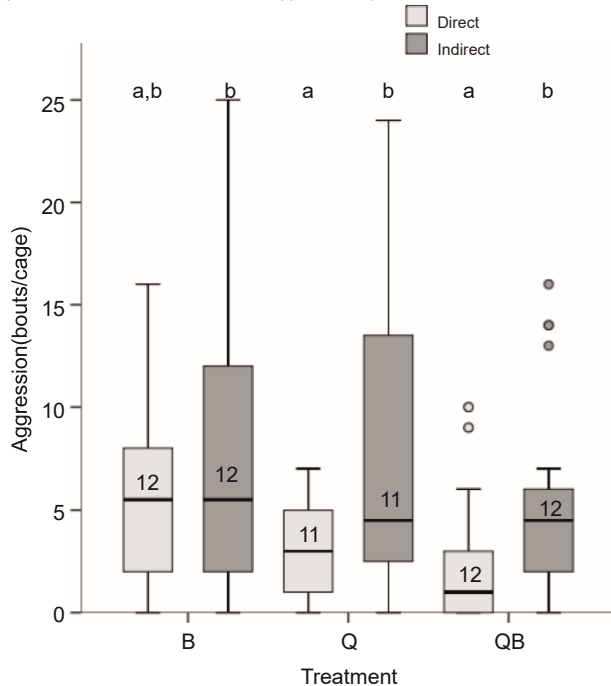 Direct
Indirect
a,b b a b a b
25
20
15
10
5
0
Aggression(bouts/cage)
12 12 11 11 12 12
B Q QB
Treatment